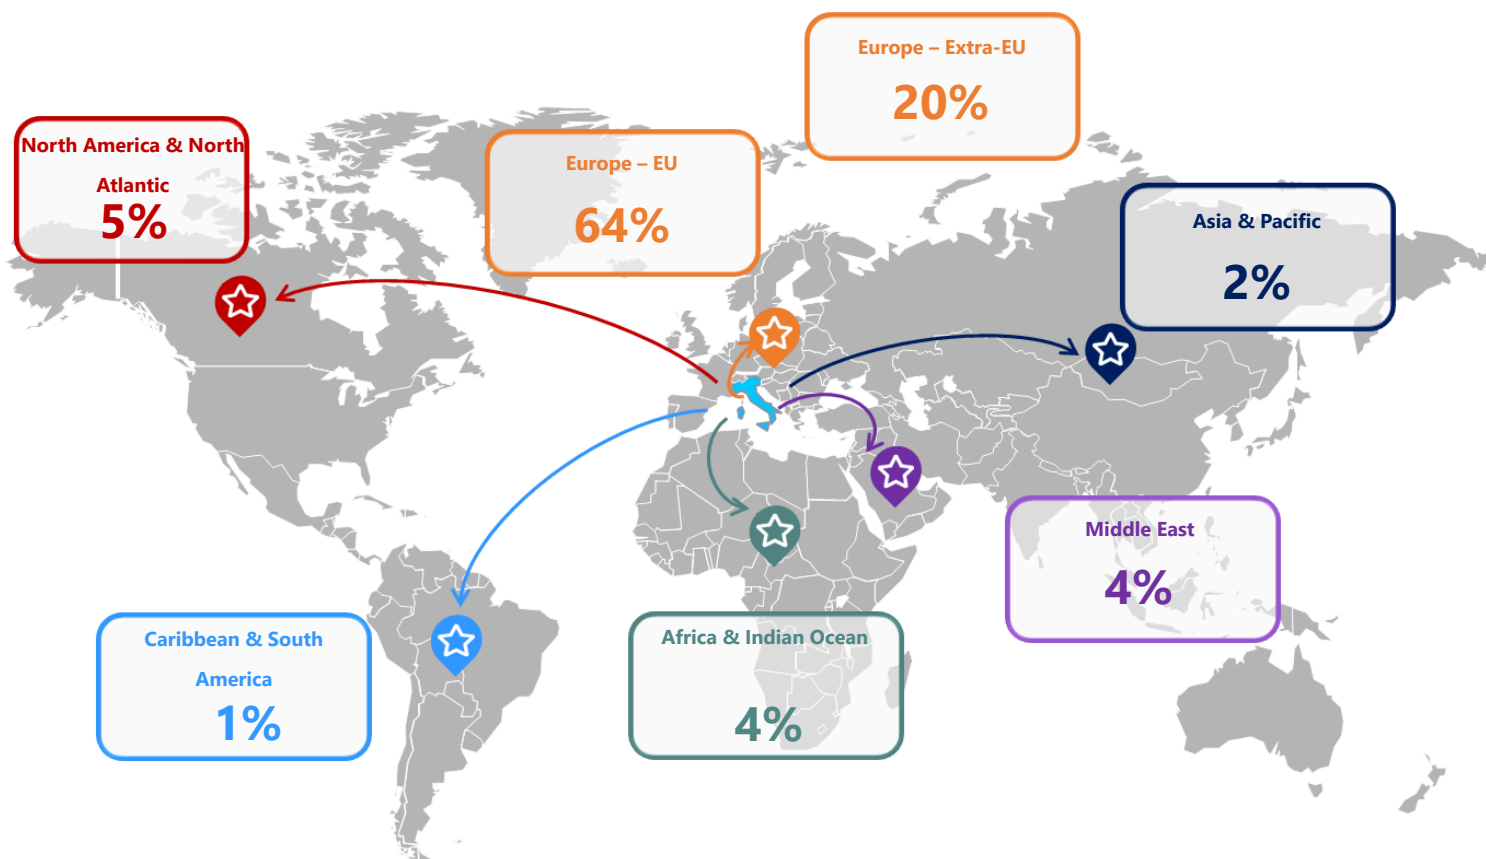 Europe – Extra-EU
20%
North America & North
Atlantic
5%
Europe – EU
64%
Asia & Pacific
2%
Middle East
4%
Caribbean & South
America
1%
Africa & Indian Ocean
4%